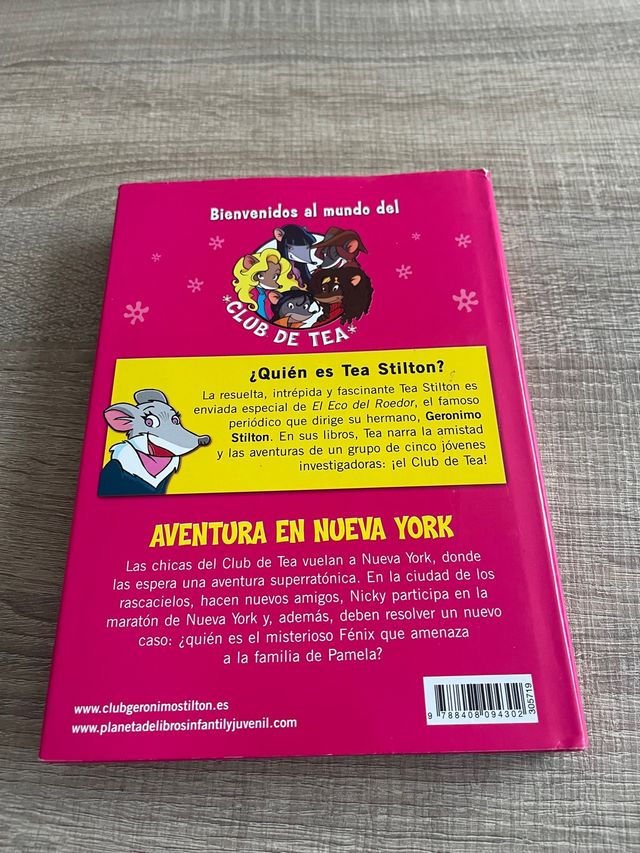 Bienvenidos al mundo del
*CLUB DE TEA*
¿Quién es Tea Stilton?
La resuelta, intrépida y fascinante Tea Stilton es
enviada especial de El Eco del Roedor, el famoso
periódico que dirige su hermano, Geronimo
Stilton. En sus libros, Tea narra la amistad
y las aventuras de un grupo de cinco jóvenes
investigadoras: ¡el Club de Tea!
AVENTURA EN NUEVA YORK
Las chicas del Club de Tea vuelan a Nueva York, donde
las espera una aventura superratónica. En la ciudad de los
rascacielos, hacen nuevos amigos, Nicky participa en la
maratón de Nueva York y, además, deben resolver un nuevo
caso: ¿quién es el misterioso Fénix que amenaza
a la familia de Pamela?
www.clubgeronimostilton.es
www.planetadelibrosinfantilyjuvenil.com
9 788408 094302
305719